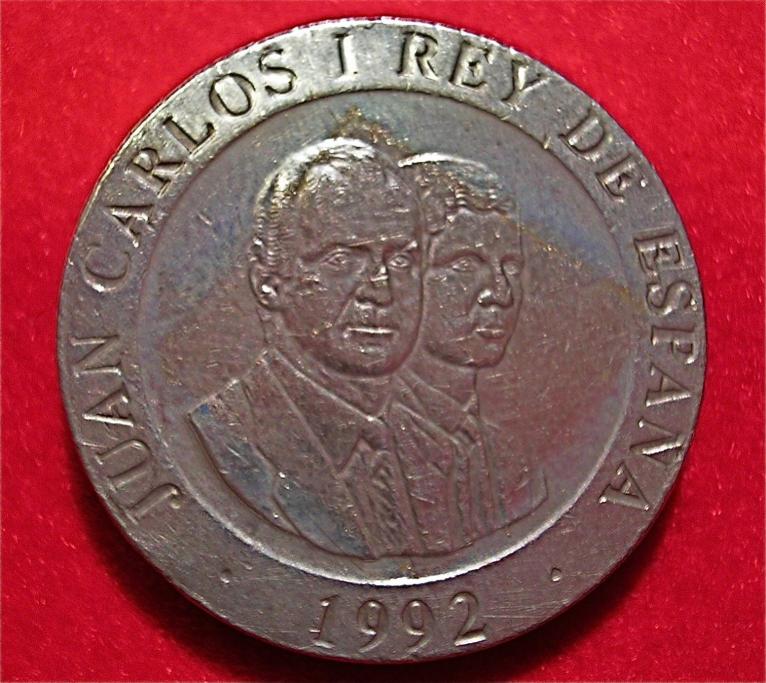 JUAN CARLOS I REY DE ESPAÑA
1992